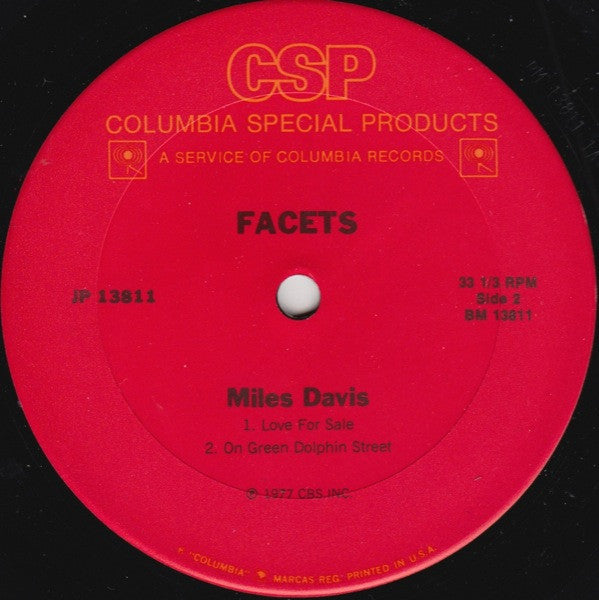 CSP
COLUMBIA SPECIAL PRODUCTS
A SERVICE OF COLUMBIA RECORDS
FACETS
JP 13811
33 1/3 RPM
Side 2
BM 13811
Miles Davis
1. Love For Sale
2. On Green Dolphin Street
℗ 1977 CBS INC.
"COLUMBIA" MARCAS REG. PRINTED IN U.S.A.